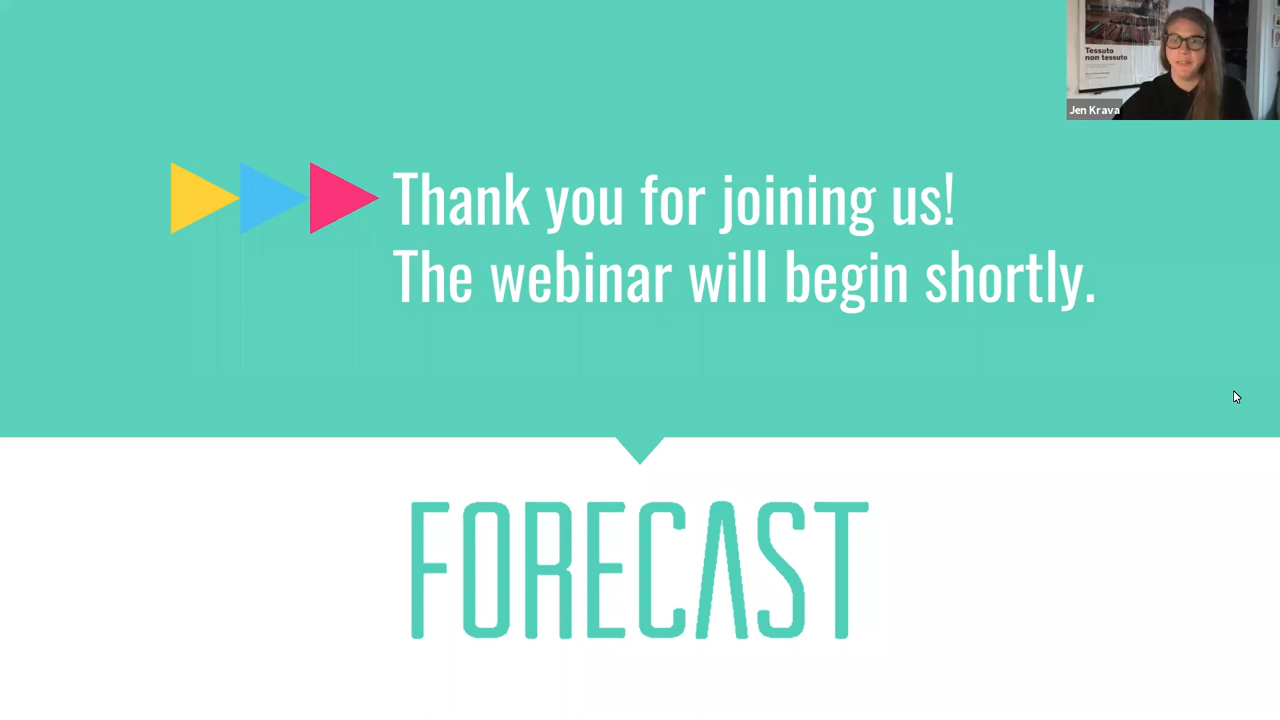 Tessuto
non tessuto
Jen Krava
Thank you for joining us!
The webinar will begin shortly.
FORECAST